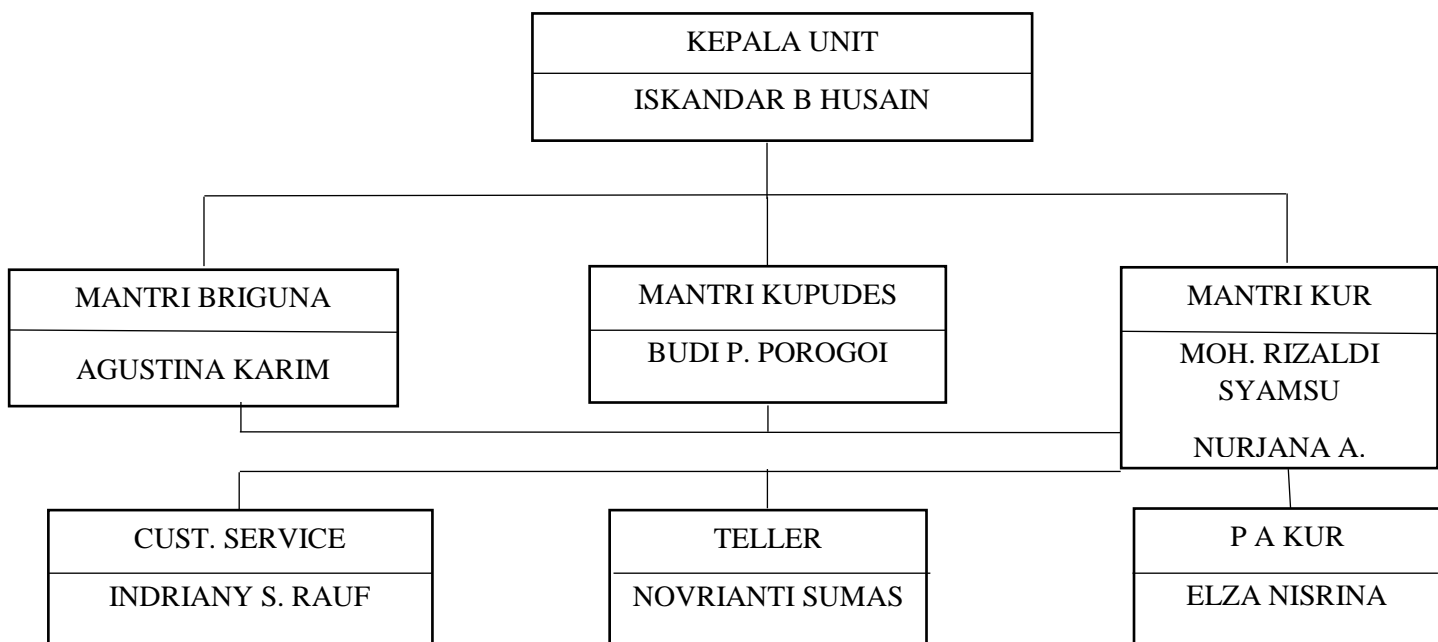 KEPALA UNIT
ISKANDAR B HUSAIN
MANTRI BRIGUNA
AGUSTINA KARIM
MANTRI KUPUDES
BUDI P. POROGOI
MANTRI KUR
MOH. RIZALDI
SYAMSU
NURJANA A.
CUST. SERVICE
INDRIANY S. RAUF
TELLER
NOVRIANTI SUMAS
P A KUR
ELZA NISRINA